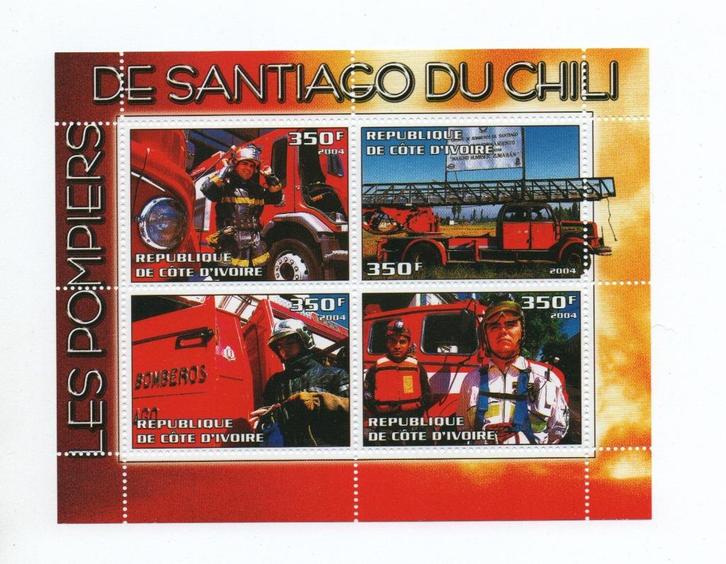 DE SANTIAGO DU CHILI
LES POMPIERS
350F
2004
REPUBLIQUE
DE CÔTE D'IVOIRE
REPUBLIQUE
DE CÔTE D'IVOIRE
350F
2004
350F
2004
BOMBEROS
AGO
REPUBLIQUE
DE CÔTE D'IVOIRE
350F
2004
REPUBLIQUE
DE CÔTE D'IVOIRE